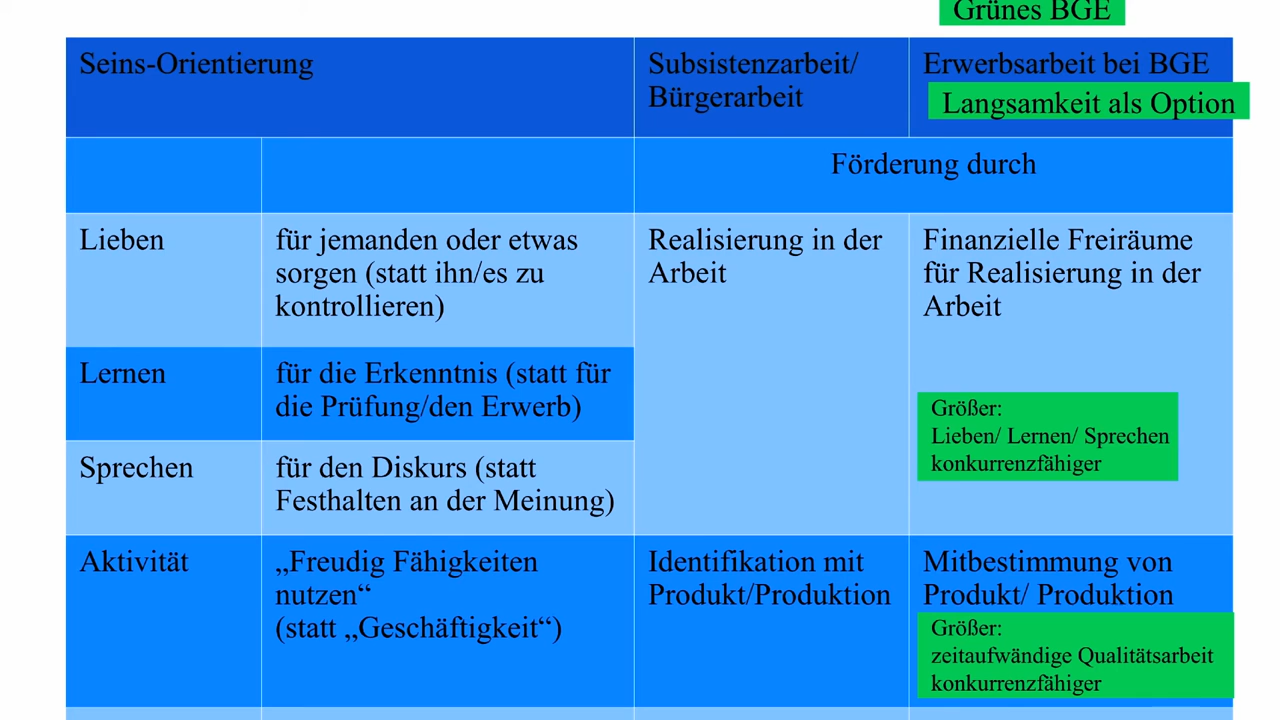 Grünes BGE
Seins-Orientierung
Subsistenzarbeit/
Bürgerarbeit
Erwerbsarbeit bei BGE
Langsamkeit als Option
Förderung durch
Lieben
für jemanden oder etwas
sorgen (statt ihn/es zu
kontrollieren)
Realisierung in der
Arbeit
Finanzielle Freiräume
für Realisierung in der
Arbeit
Lernen
für die Erkenntnis (statt für
die Prüfung/den Erwerb)
Größer:
Lieben/ Lernen/ Sprechen
konkurrenzfähiger
Sprechen
für den Diskurs (statt
Festhalten an der Meinung)
Aktivität
„Freudig Fähigkeiten
nutzen“
(statt „Geschäftigkeit“)
Identifikation mit
Produkt/Produktion
Mitbestimmung von
Produkt/ Produktion
Größer:
zeitaufwändige Qualitätsarbeit
konkurrenzfähiger